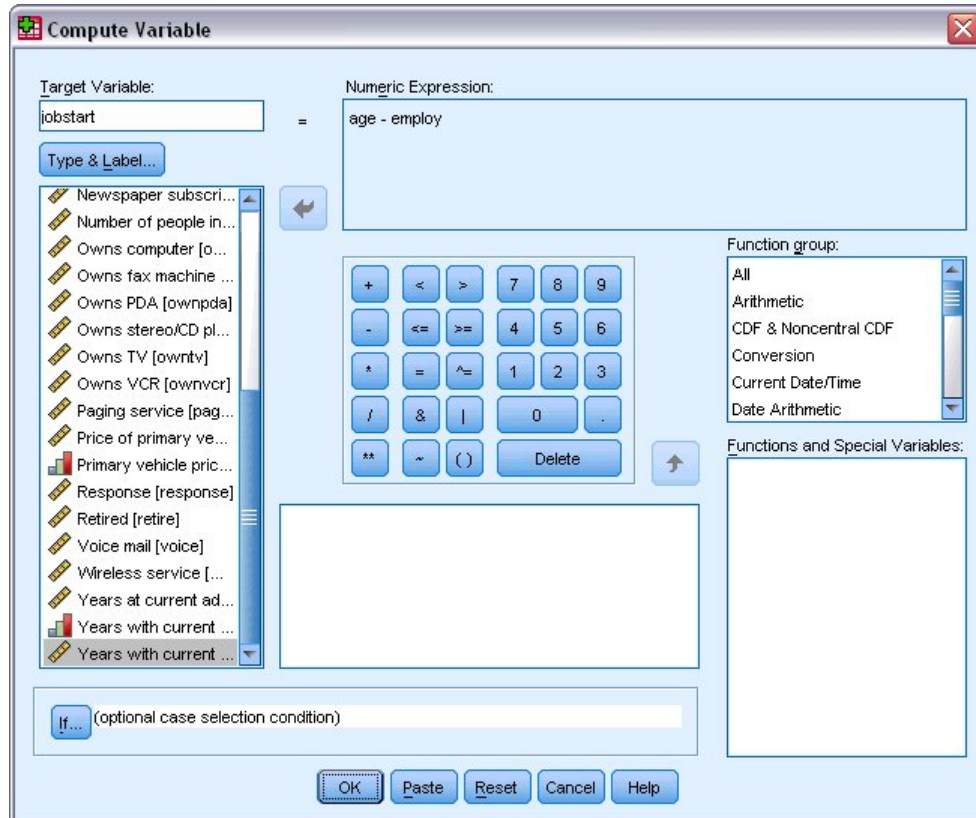 Compute Variable
Target Variable:
jobstart
=
Numeric Expression:
age - employ
Type & Label...
Newspaper subscri...
Number of people in...
Owns computer [o...
Owns fax machine ...
Owns PDA [ownpda]
Owns stereo/CD pl...
Owns TV [owntv]
Owns VCR [ownvcr]
Paging service [pag...
Price of primary ve...
Primary vehicle pric...
Response [response]
Retired [retire]
Voice mail [voice]
Wireless service [...
Years at current ad...
Years with current ...
Years with current ...
+ < > 7 8 9
- <= >= 4 5 6
* = ^= 1 2 3
/ & | 0 .
** ~ ( ) Delete
Function group:
All
Arithmetic
CDF & Noncentral CDF
Conversion
Current Date/Time
Date Arithmetic
Functions and Special Variables:
If... (optional case selection condition)
OK Paste Reset Cancel Help